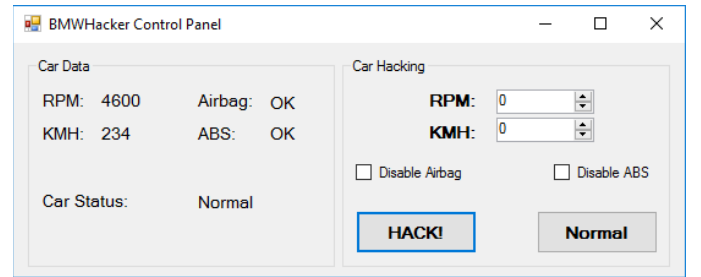 BMWHacker Control Panel
Car Data
RPM: 4600 Airbag: OK
KMH: 234 ABS: OK
Car Status: Normal
Car Hacking
RPM: 0
KMH: 0
Disable Airbag Disable ABS
HACK! Normal